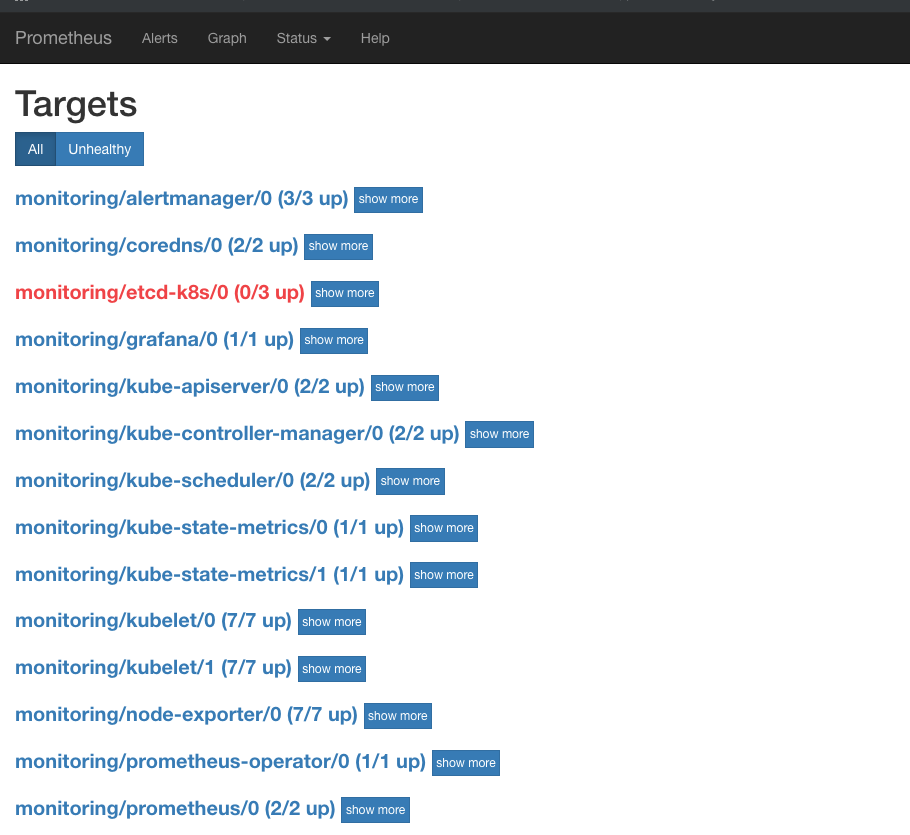 Prometheus Alerts Graph Status Help
Targets
All Unhealthy
monitoring/alertmanager/0 (3/3 up) show more
monitoring/coredns/0 (2/2 up) show more
monitoring/etcd-k8s/0 (0/3 up) show more
monitoring/grafana/0 (1/1 up) show more
monitoring/kube-apiserver/0 (2/2 up) show more
monitoring/kube-controller-manager/0 (2/2 up) show more
monitoring/kube-scheduler/0 (2/2 up) show more
monitoring/kube-state-metrics/0 (1/1 up) show more
monitoring/kube-state-metrics/1 (1/1 up) show more
monitoring/kubelet/0 (7/7 up) show more
monitoring/kubelet/1 (7/7 up) show more
monitoring/node-exporter/0 (7/7 up) show more
monitoring/prometheus-operator/0 (1/1 up) show more
monitoring/prometheus/0 (2/2 up) show more